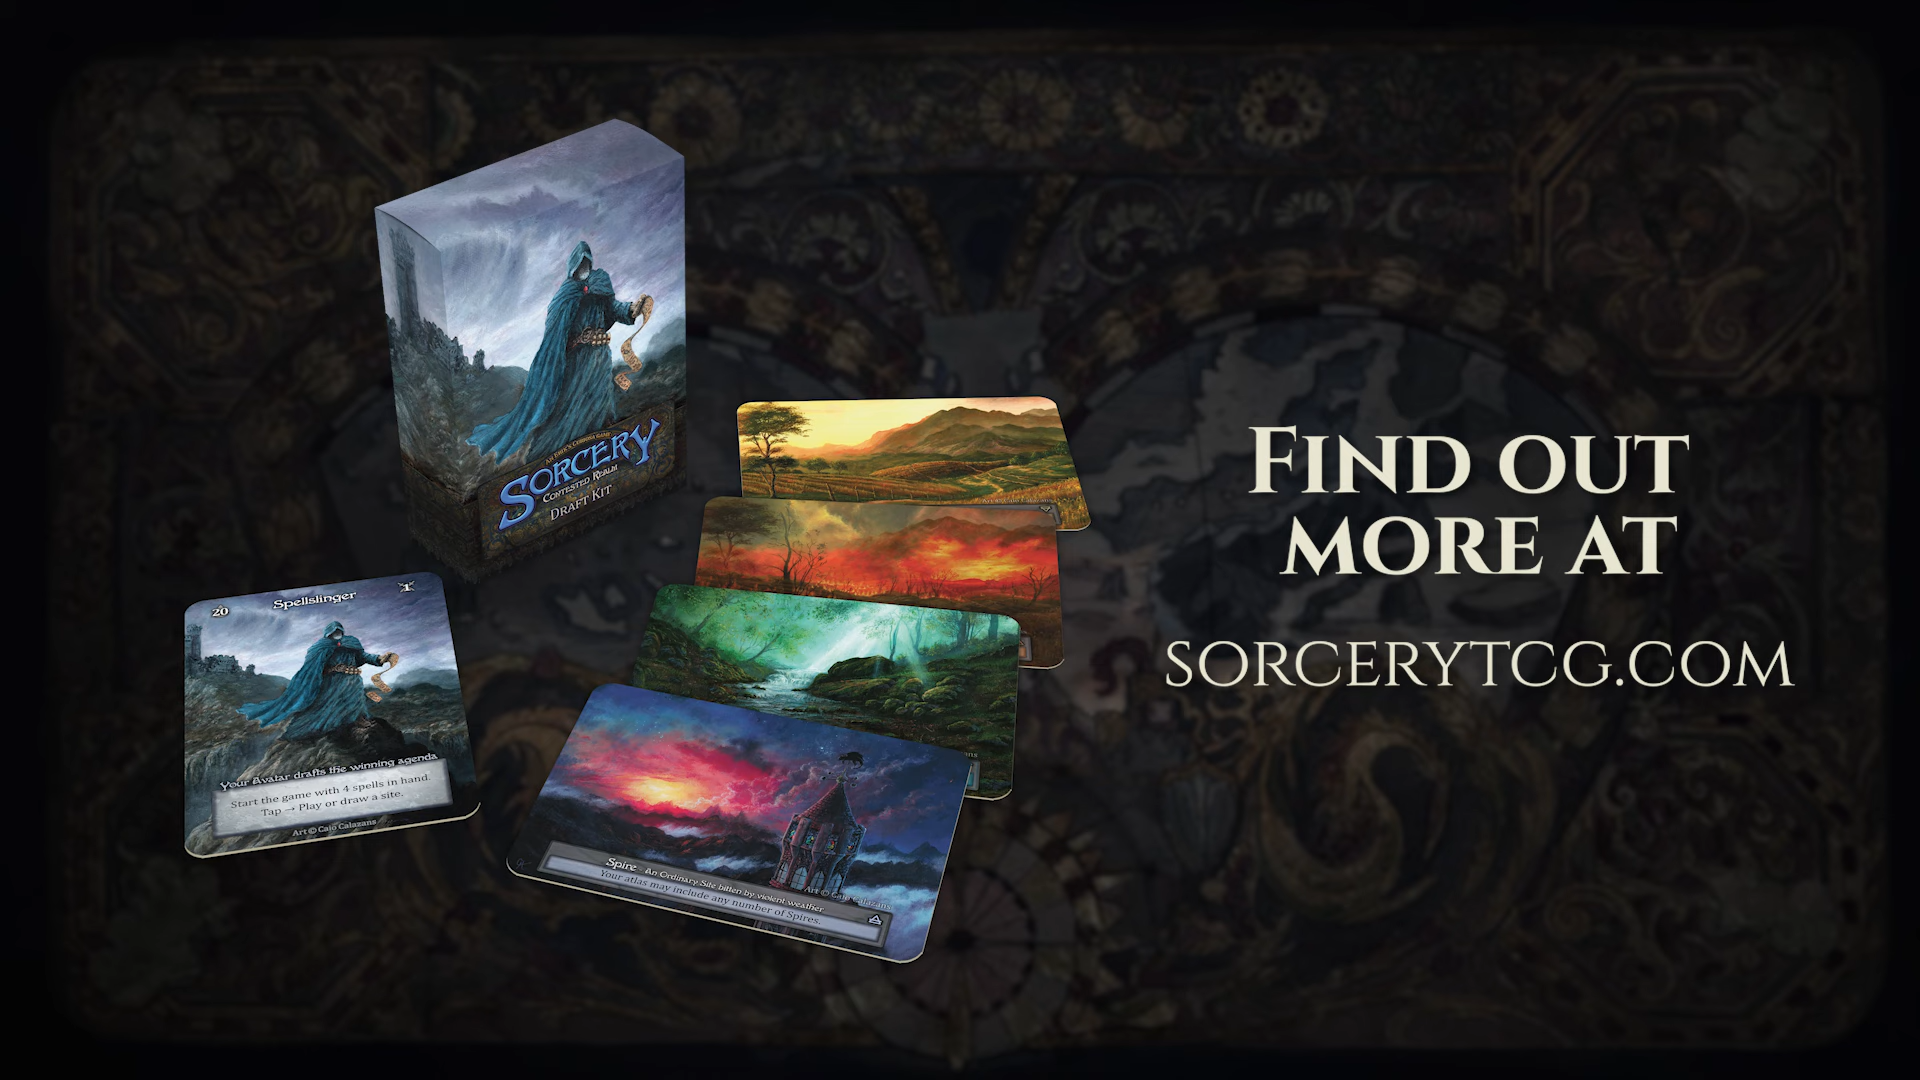 AN ERIK'S CURIOSA GAME
SORCERY
CONTESTED REALM
DRAFT KIT
20
Spellslinger
1
Your Avatar drafts the winning agenda
Start the game with 4 spells in hand.
Tap → Play or draw a site.
Art © Caio Calazans
Spire - An Ordinary Site bitten by violent weather
Your atlas may include any number of Spires.
Art © Caio Calazans
FIND OUT
MORE AT
SORCERYTCG.COM